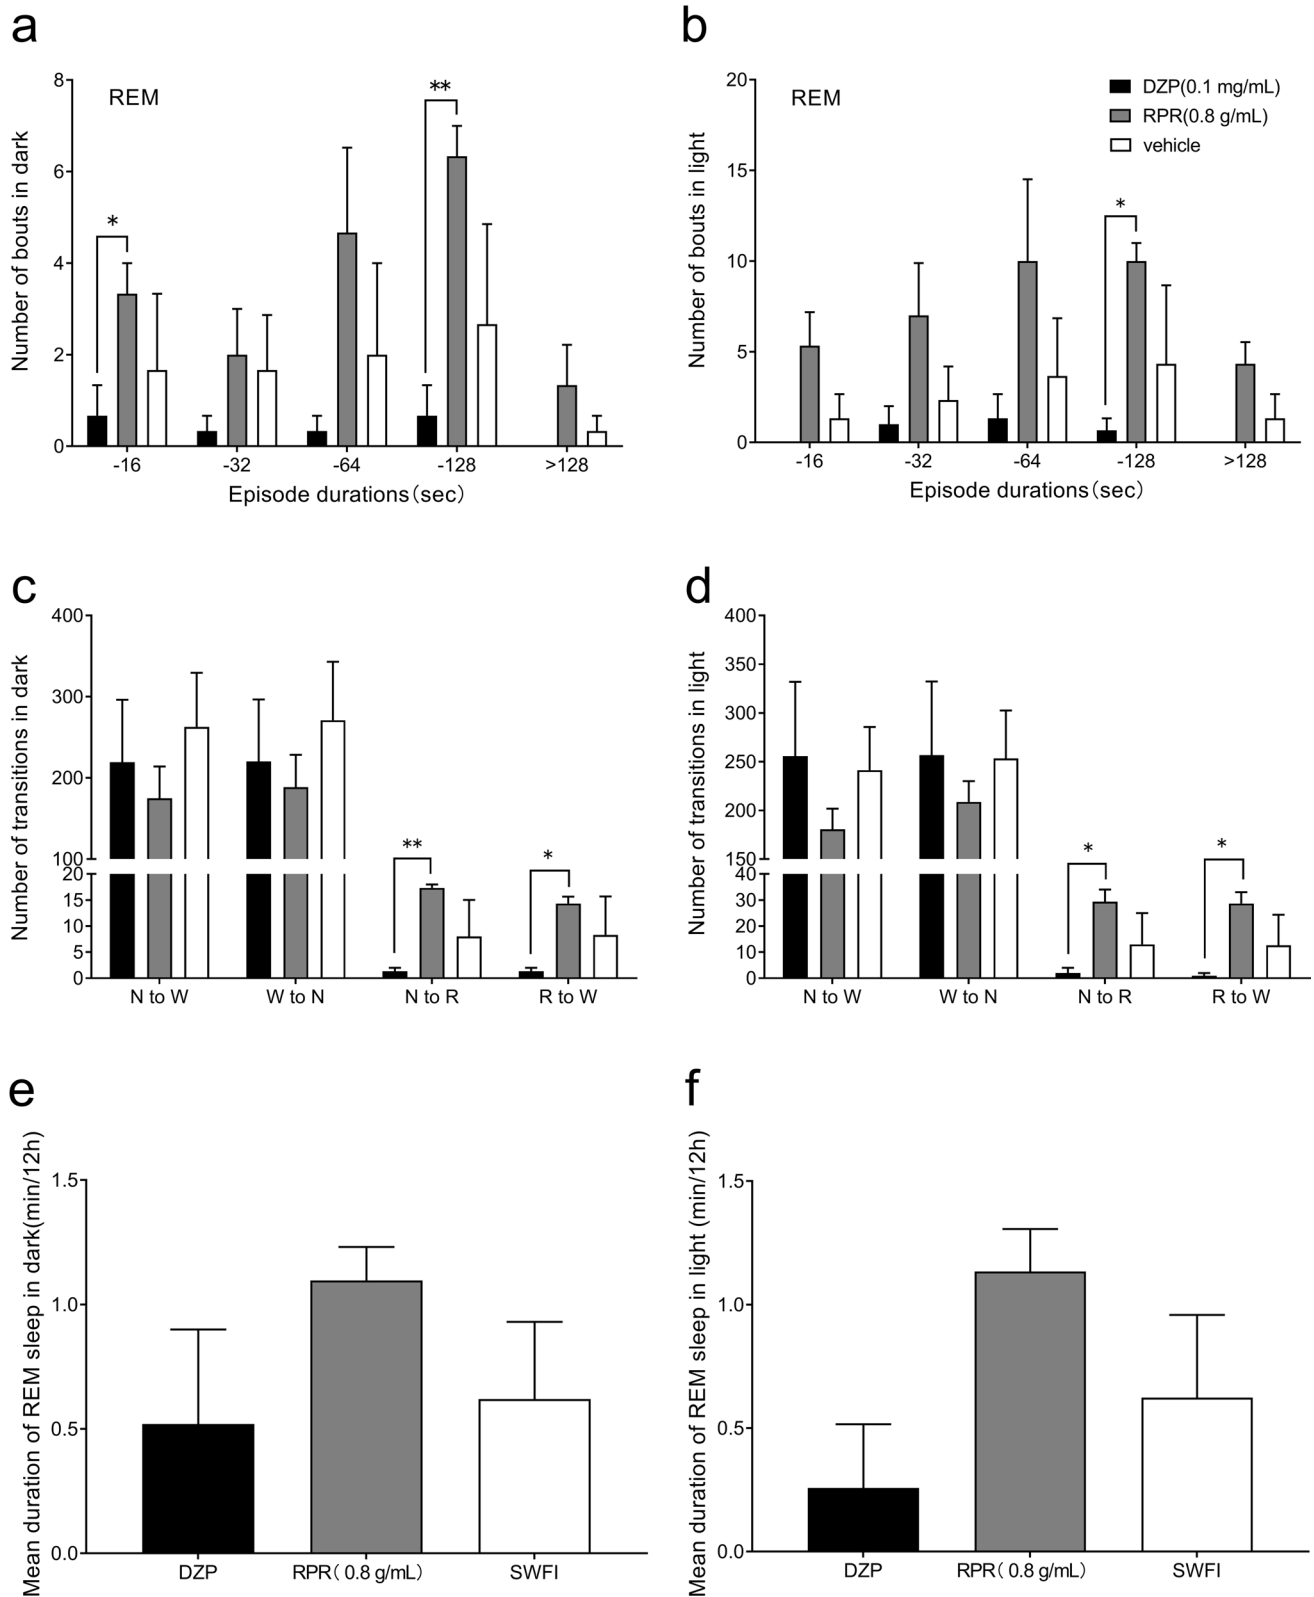 a
REM
Number of bouts in dark
8
6
4
2
0
*
**
-16 -32 -64 -128 >128
Episode durations(sec)
b
REM
DZP(0.1 mg/mL)
RPR(0.8 g/mL)
vehicle
Number of bouts in light
20
15
10
5
0
*
-16 -32 -64 -128 >128
Episode durations(sec)
c
Number of transitions in dark
400
300
200
100
20
15
10
5
0
**
*
N to W W to N N to R R to W
d
Number of transitions in light
400
350
300
250
200
150
40
30
20
10
0
*
*
N to W W to N N to R R to W
e
Mean duration of REM sleep in dark(min/12h)
1.5
1.0
0.5
0.0
DZP RPR( 0.8 g/mL) SWFI
f
Mean duration of REM sleep in light (min/12h)
1.5
1.0
0.5
0.0
DZP RPR( 0.8 g/mL) SWFI